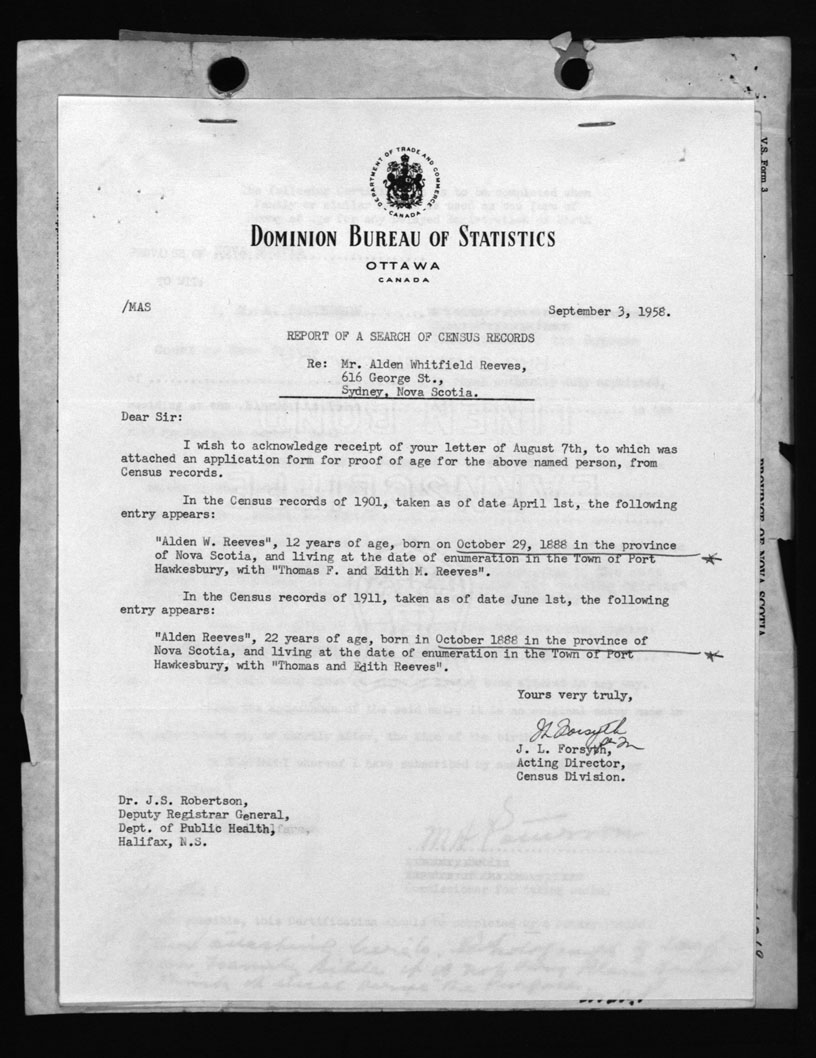 DEPARTMENT OF TRADE AND COMMERCE
CANADA
DOMINION BUREAU OF STATISTICS
OTTAWA
CANADA
V.S. Form 3
/MAS
September 3, 1958.
REPORT OF A SEARCH OF CENSUS RECORDS
Re: Mr. Alden Whitfield Reeves,
616 George St.,
Sydney, Nova Scotia.
Dear Sir:
I wish to acknowledge receipt of your letter of August 7th, to which was
attached an application form for proof of age for the above named person, from
Census records.
In the Census records of 1901, taken as of date April 1st, the following
entry appears:
"Alden W. Reeves", 12 years of age, born on October 29, 1888 in the province
of Nova Scotia, and living at the date of enumeration in the Town of Port
Hawkesbury, with "Thomas F. and Edith M. Reeves".
In the Census records of 1911, taken as of date June 1st, the following
entry appears:
"Alden Reeves", 22 years of age, born in October 1888 in the province of
Nova Scotia, and living at the date of enumeration in the Town of Port
Hawkesbury, with "Thomas and Edith Reeves".
PROVINCE OF NOVA SCOTIA
Yours very truly,
J L Forsyth
J. L. Forsyth,
Acting Director,
Census Division.
Dr. J.S. Robertson,
Deputy Registrar General,
Dept. of Public Health,
Halifax, N.S.